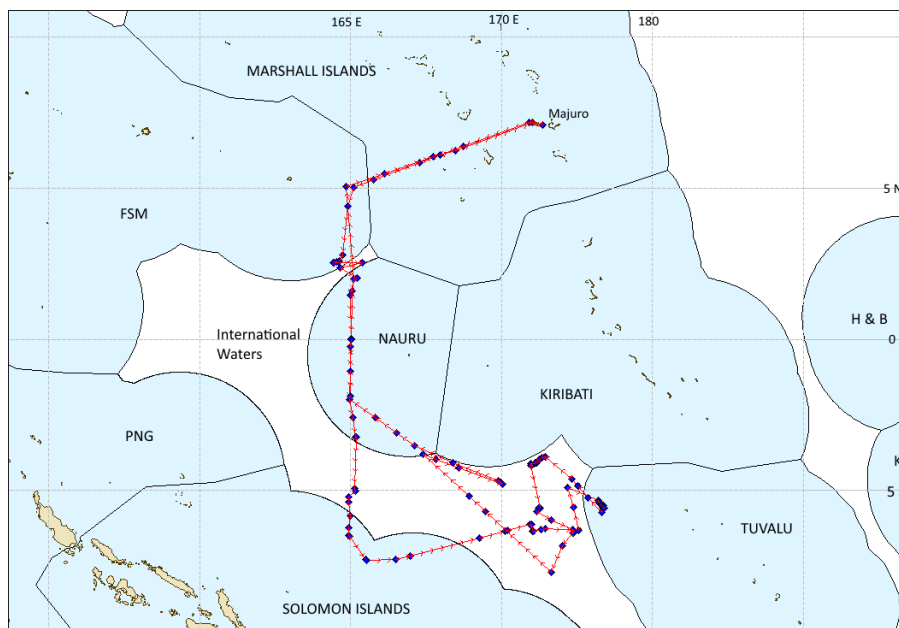 165 E
170 E
180
MARSHALL ISLANDS
Majuro
5 N
FSM
International
Waters
NAURU
H & B
0
KIRIBATI
PNG
K
5
TUVALU
SOLOMON ISLANDS